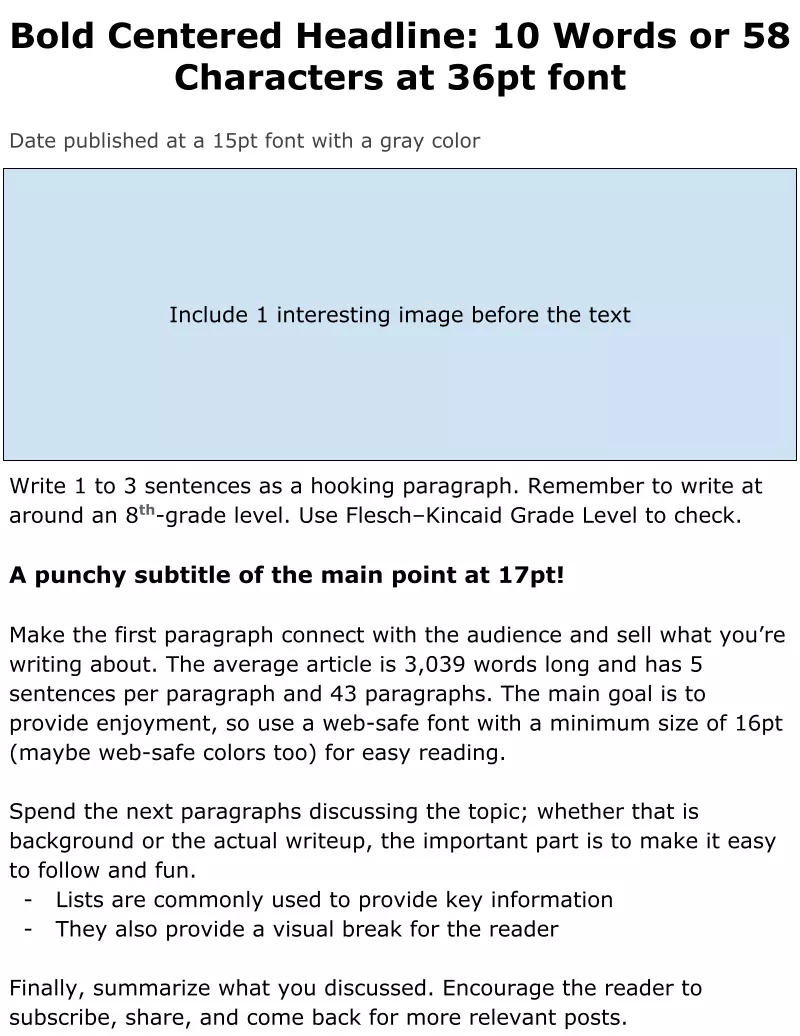 Bold Centered Headline: 10 Words or 58
Characters at 36pt font
Date published at a 15pt font with a gray color
Include 1 interesting image before the text
Write 1 to 3 sentences as a hooking paragraph. Remember to write at
around an 8th-grade level. Use Flesch–Kincaid Grade Level to check.
A punchy subtitle of the main point at 17pt!
Make the first paragraph connect with the audience and sell what you’re
writing about. The average article is 3,039 words long and has 5
sentences per paragraph and 43 paragraphs. The main goal is to
provide enjoyment, so use a web-safe font with a minimum size of 16pt
(maybe web-safe colors too) for easy reading.
Spend the next paragraphs discussing the topic; whether that is
background or the actual writeup, the important part is to make it easy
to follow and fun.
- Lists are commonly used to provide key information
- They also provide a visual break for the reader
Finally, summarize what you discussed. Encourage the reader to
subscribe, share, and come back for more relevant posts.